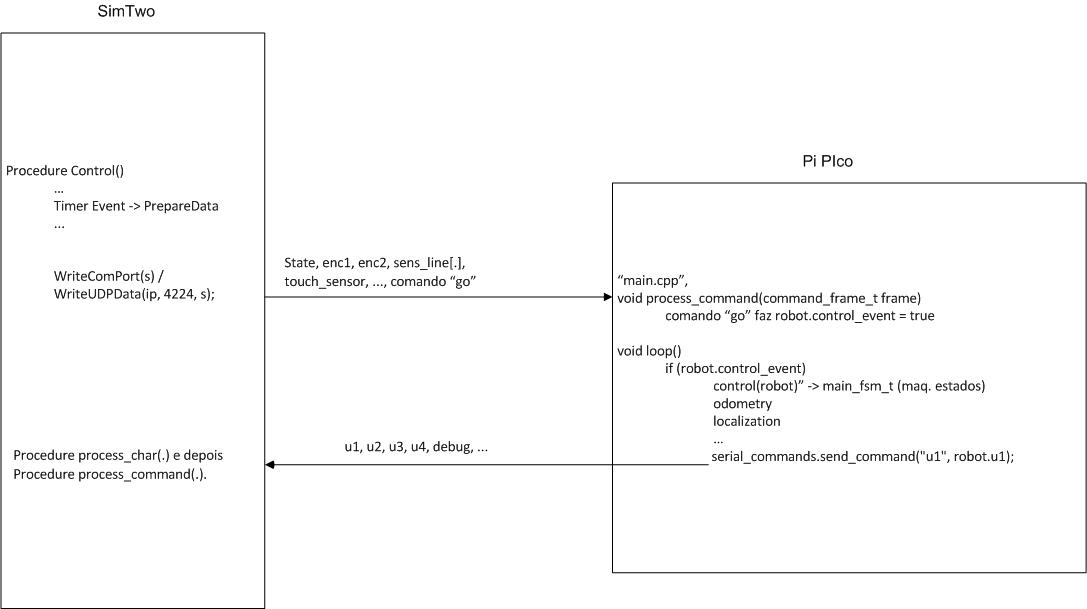 SimTwo
Procedure Control()
...
Timer Event -> PrepareData
...
WriteComPort(s) /
WriteUDPData(ip, 4224, s);
State, enc1, enc2, sens_line[.],
touch_sensor, ..., comando “go”
Pi PIco
“main.cpp”,
void process_command(command_frame_t frame)
comando “go” faz robot.control_event = true
void loop()
if (robot.control_event)
control(robot)” -> main_fsm_t (maq. estados)
odometry
localization
...
serial_commands.send_command("u1", robot.u1);
u1, u2, u3, u4, debug, ...
Procedure process_char(.) e depois
Procedure process_command(.).